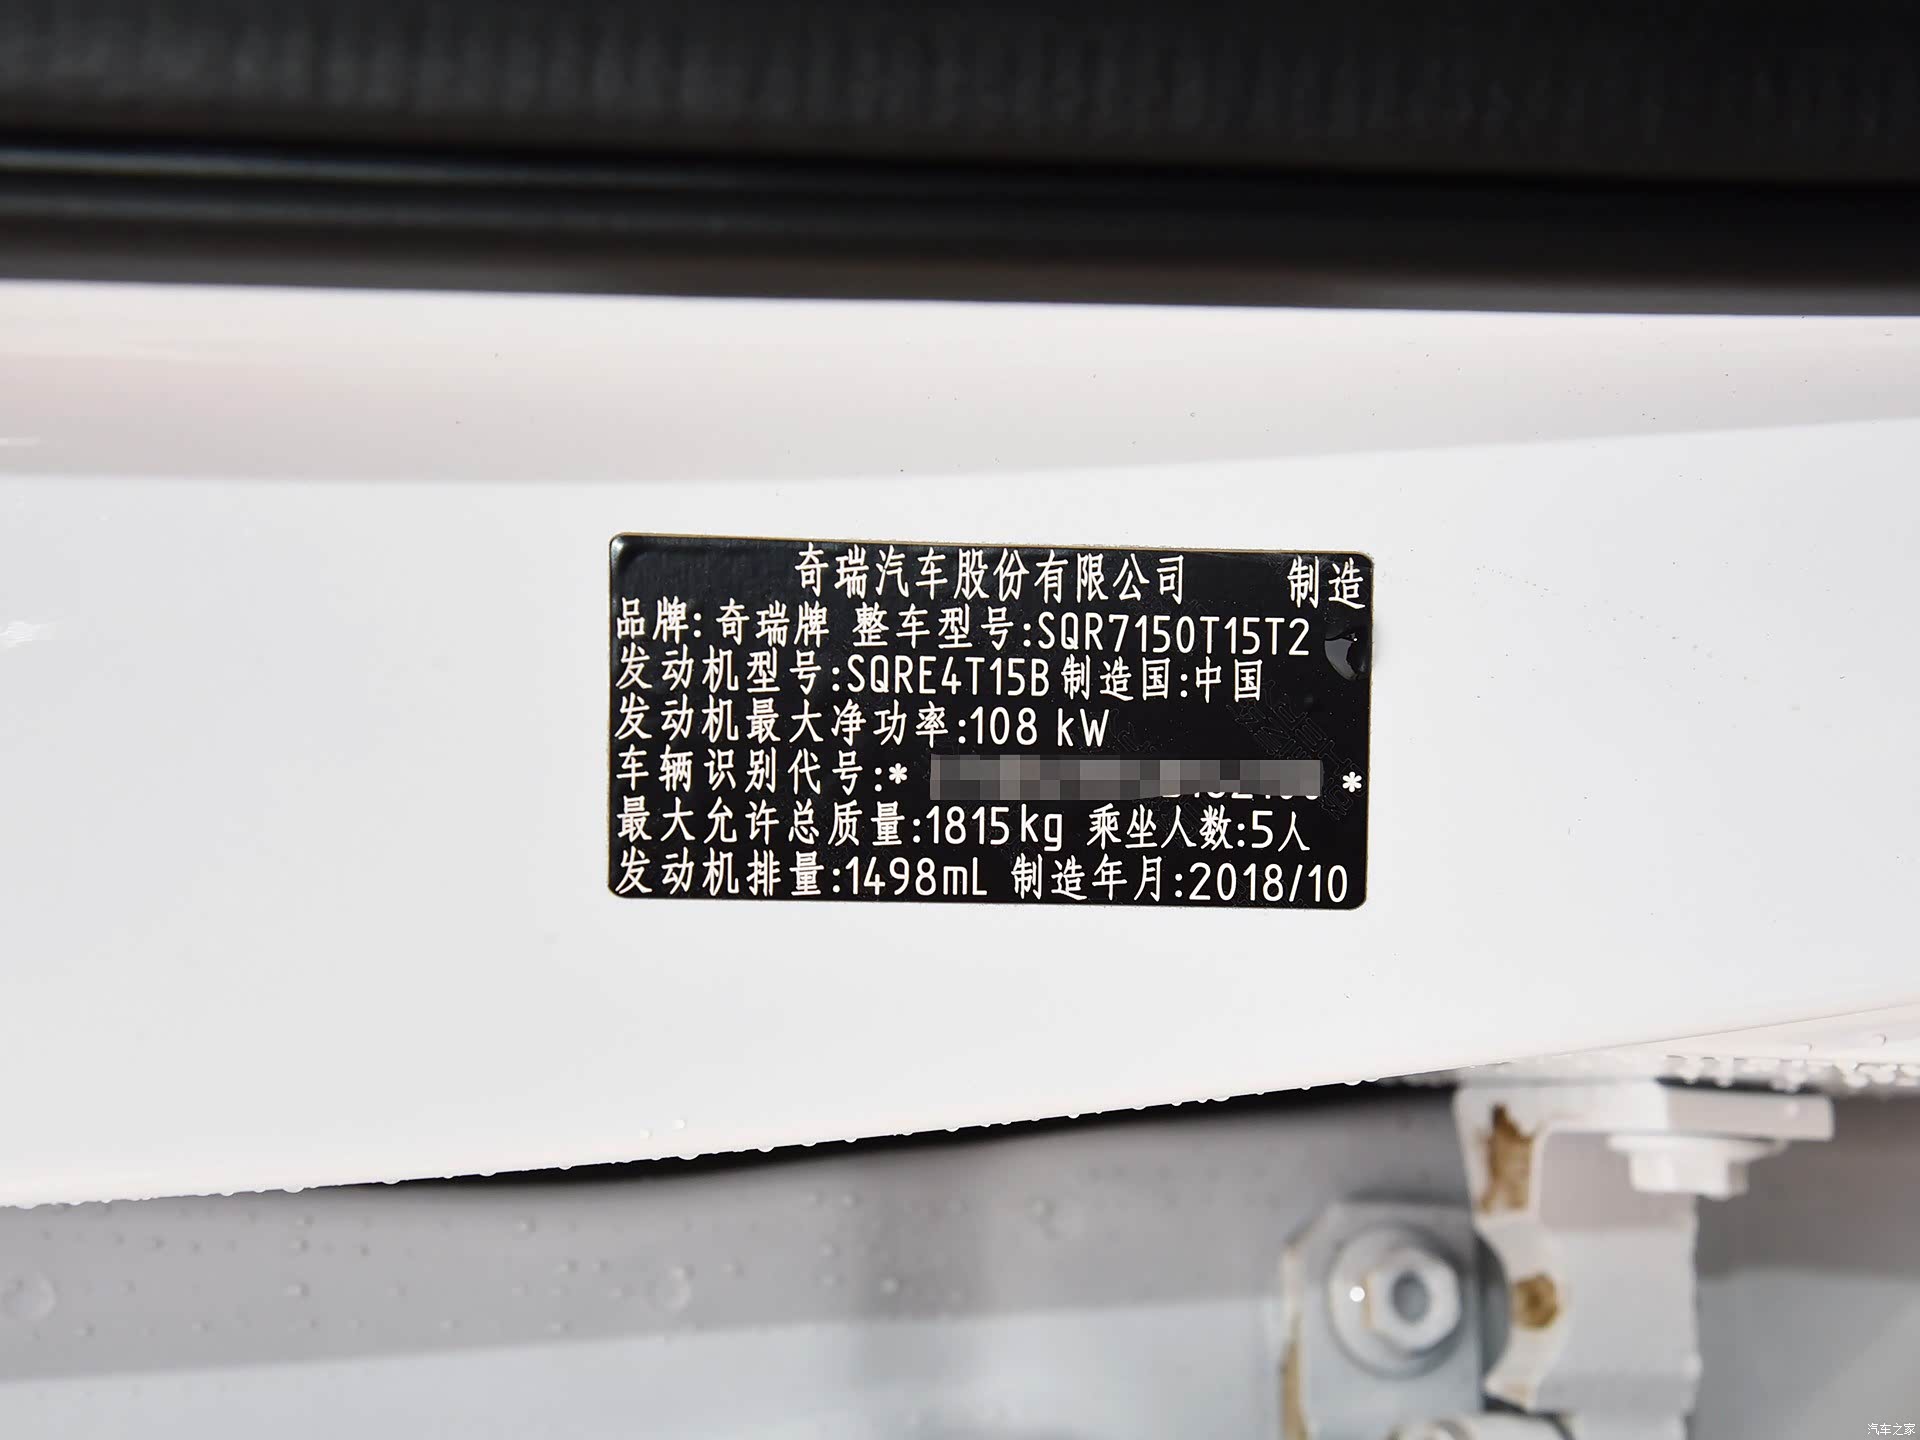 奇瑞汽车股份有限公司 制造
品牌:奇瑞牌 整车型号:SQR7150T15T2
发动机型号:SQRE4T15B 制造国:中国
发动机最大净功率:108 kW
车辆识别代号:* *
最大允许总质量:1815kg 乘坐人数:5人
发动机排量:1498mL 制造年月:2018/10
汽车之家